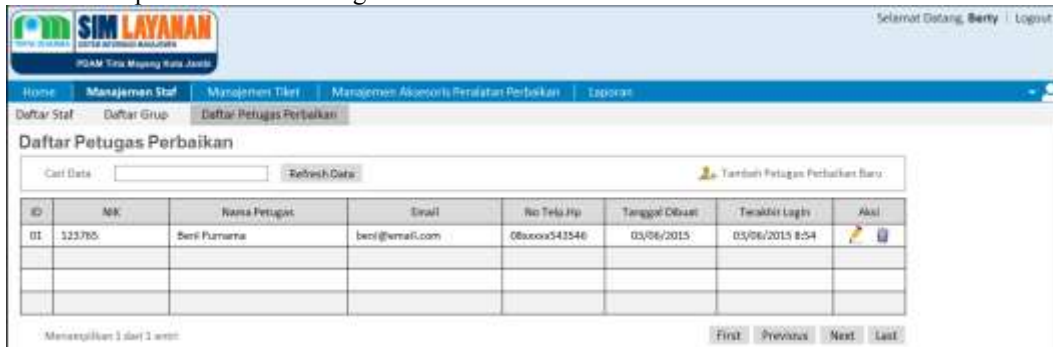 SIM LAYANAN
SISTEM INFORMASI MANAJEMEN
PDAM Tirta Mayang Kota Jambi
Selamat Datang, Berty | Logout
Home Manajemen Staf Manajemen Tiket Manajemen Aksesoris Peralatan Perbaikan Laporan
Daftar Staf Daftar Grup Daftar Petugas Perbaikan
Daftar Petugas Perbaikan
Cari Data Refresh Data Tambah Petugas Perbaikan Baru
ID NIK Nama Petugas Email No Telp.Hp Tanggal Dibuat Terakhir Login Aksi
01 123765 Beni Purnama beni@email.com 08xxxxx543546 03/06/2015 03/06/2015 8:54
Menampilkan 1 dari 1 entri
First Previous Next Last